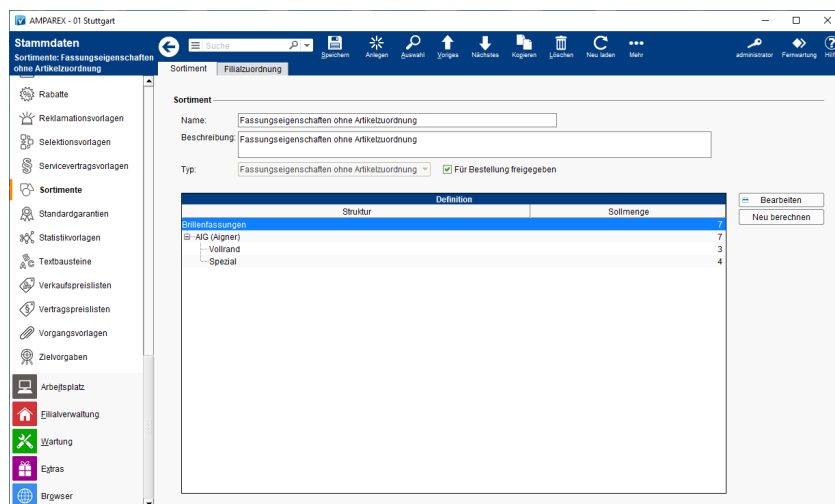 AMPAREX - 01 Stuttgart
Stammdaten
Sortimente: Fassungseigenschaften
ohne Artikelzuordnung
Suche
Speichern
Anlegen
Auswahl
Voriges
Nächstes
Kopieren
Löschen
Neu laden
Mehr
administrator
Fernwartung
Hilf
Sortiment
Filialzuordnung
Rabatte
Reklamationsvorlagen
Selektionsvorlagen
Servicevertragsvorlagen
Sortimente
Standardgarantien
Statistikvorlagen
Textbausteine
Verkaufspreislisten
Vertragspreislisten
Vorgangsvorlagen
Zielvorgaben
Arbeitsplatz
Filialverwaltung
Wartung
Extras
Browser
Sortiment
Name: Fassungseigenschaften ohne Artikelzuordnung
Beschreibung: Fassungseigenschaften ohne Artikelzuordnung
Typ: Fassungseigenschaften ohne Artikelzuordnung Für Bestellung freigegeben
Definition
Struktur Sollmenge
Brillenfassungen 7
AIG (Aigner) 7
Vollrand 3
Spezial 4
Bearbeiten
Neu berechnen